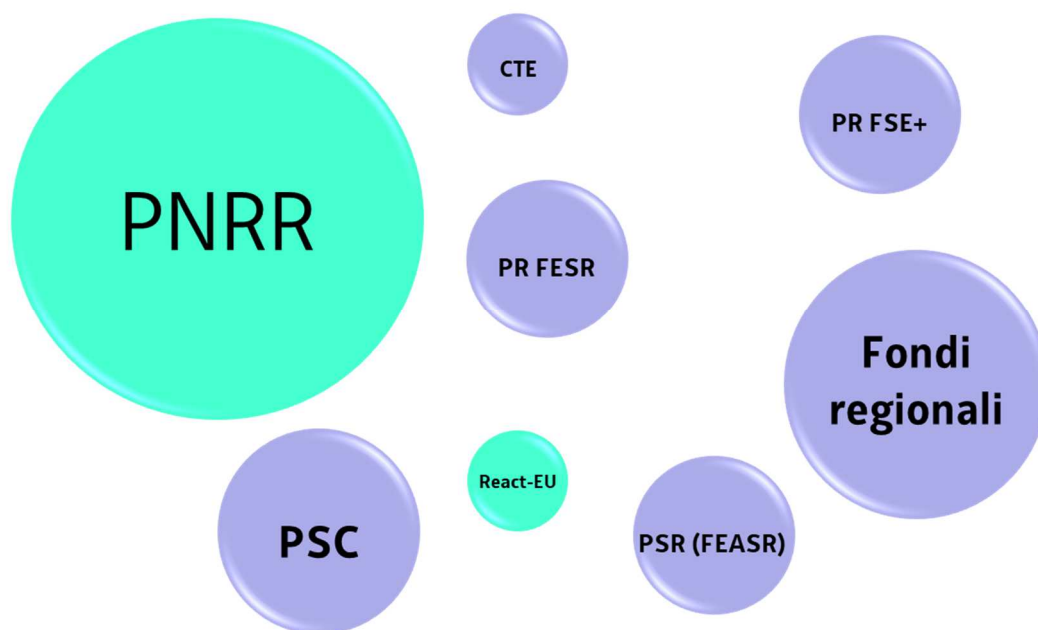 CTE
PR FSE+
PNRR
PR FESR
Fondi
regionali
React-EU
PSC
PSR (FEASR)